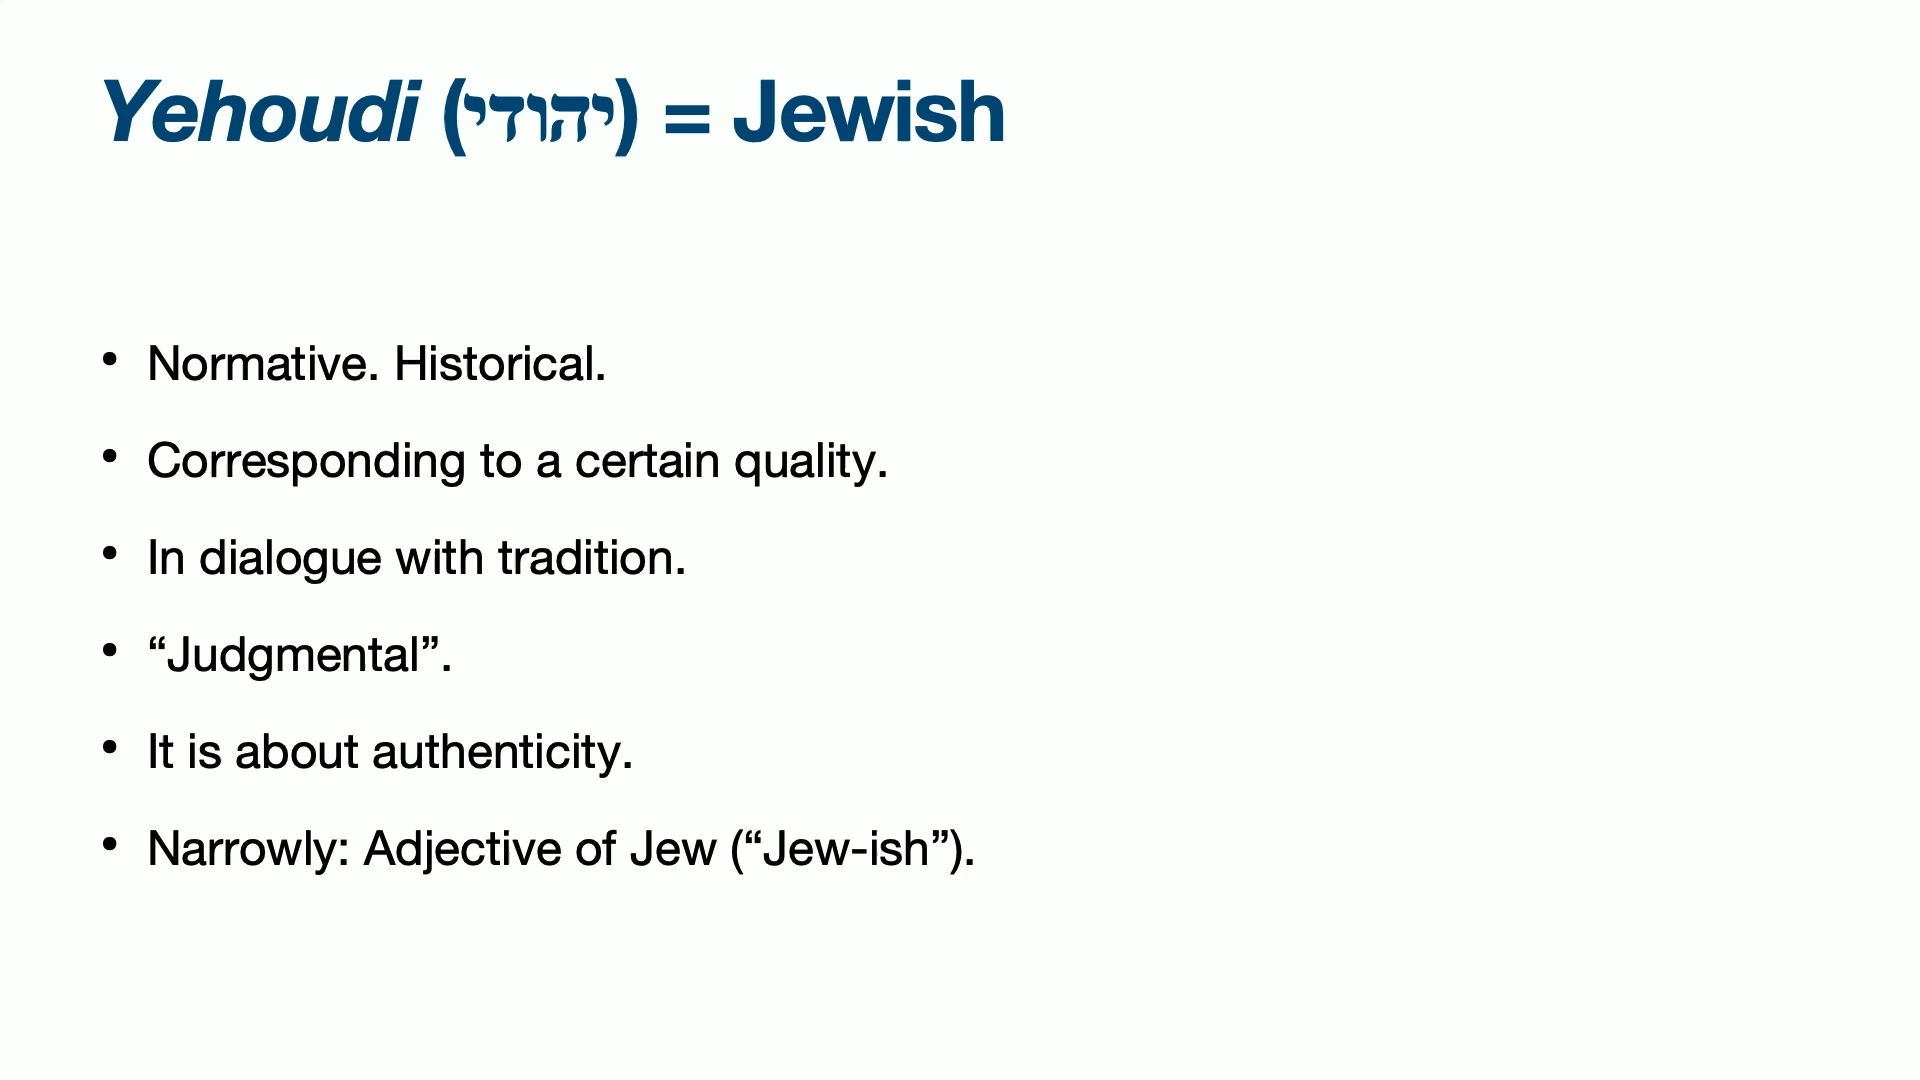 Yehoudi (יהודי) = Jewish
• Normative. Historical.
• Corresponding to a certain quality.
• In dialogue with tradition.
• “Judgmental”.
• It is about authenticity.
• Narrowly: Adjective of Jew (“Jew-ish”).